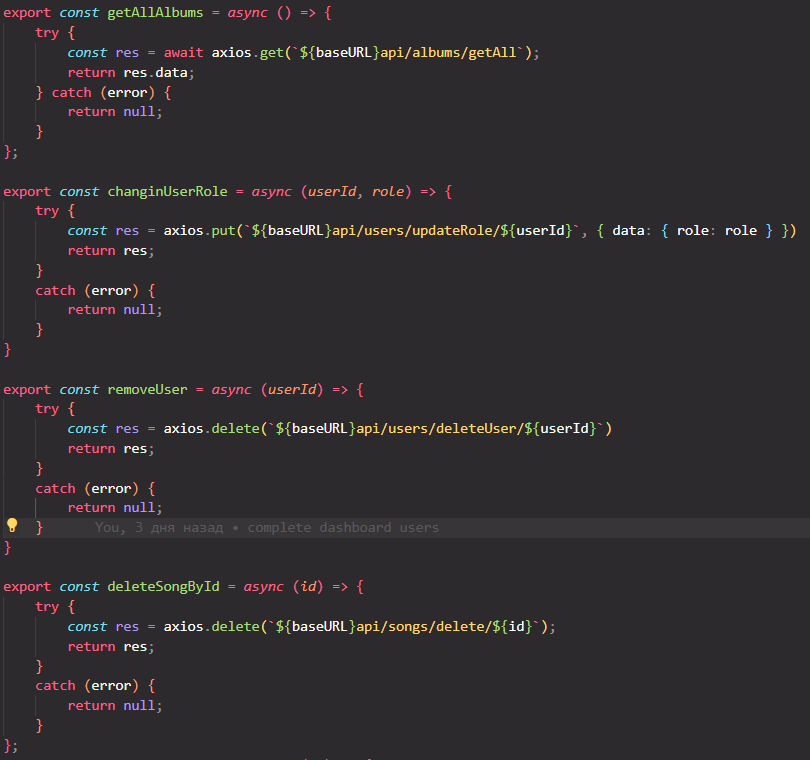 export const getAllAlbums = async () => {
    try {
        const res = await axios.get(`${baseURL}api/albums/getAll`);
        return res.data;
    } catch (error) {
        return null;
    }
};
export const changinUserRole = async (userId, role) => {
    try {
        const res = axios.put(`${baseURL}api/users/updateRole/${userId}`, { data: { role: role } })
        return res;
    }
    catch (error) {
        return null;
    }
}
export const removeUser = async (userId) => {
    try {
        const res = axios.delete(`${baseURL}api/users/deleteUser/${userId}`)
        return res;
    }
    catch (error) {
        return null;
    }       You, 3 дня назад • complete dashboard users
}
export const deleteSongById = async (id) => {
    try {
        const res = axios.delete(`${baseURL}api/songs/delete/${id}`);
        return res;
    }
    catch (error) {
        return null;
    }
};